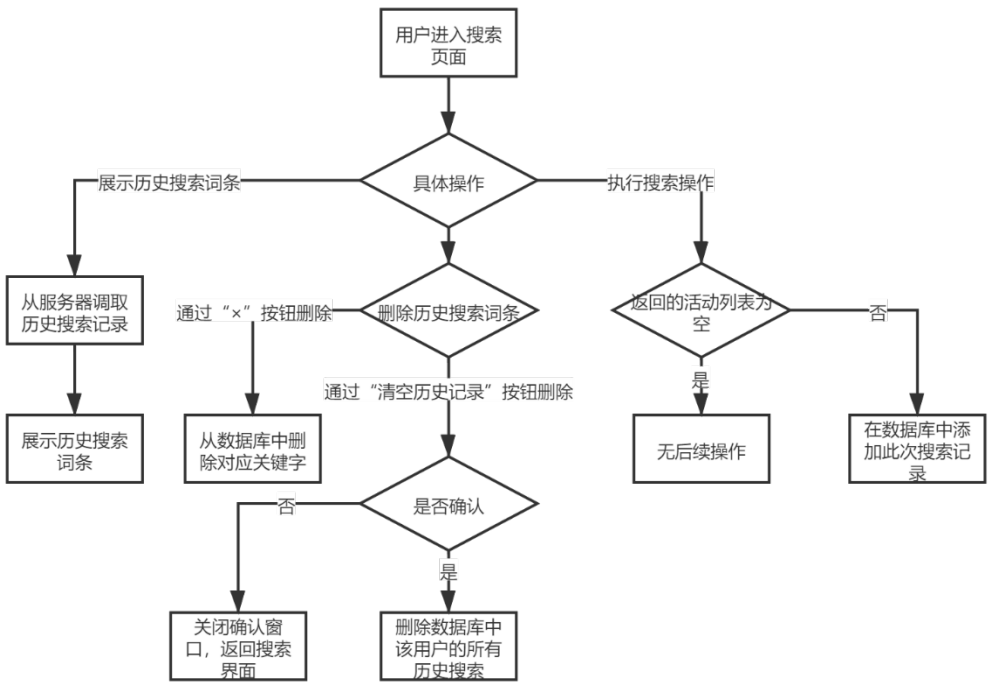 用户进入搜索
页面
具体操作
展示历史搜索词条
执行搜索操作
从服务器调取
历史搜索记录
通过“×”按钮删除
删除历史搜索词条
返回的活动列表为
空
否
通过“清空历史记录”按钮删除
是
展示历史搜索
词条
从数据库中删
除对应关键字
无后续操作
在数据库中添
加此次搜索记
录
否
是否确认
是
关闭确认窗
口，返回搜索
界面
删除数据库中
该用户的所有
历史搜索